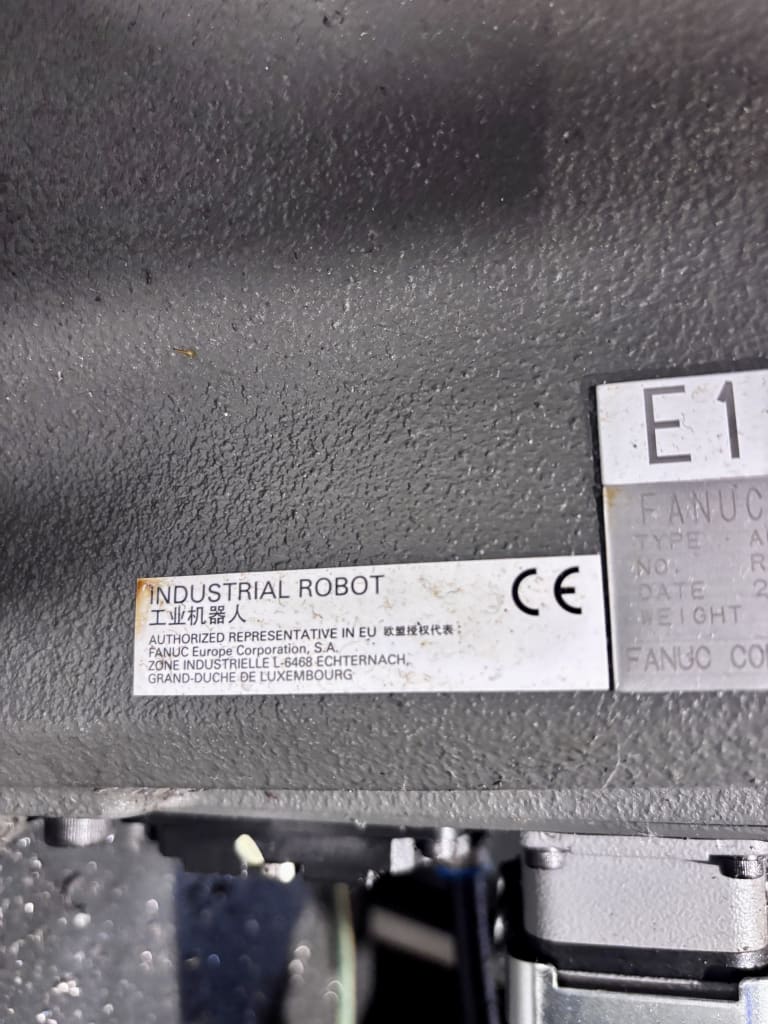 INDUSTRIAL ROBOT
工业机器人
AUTHORIZED REPRESENTATIVE IN EU 欧盟授权代表：
FANUC Europe Corporation, S.A.
ZONE INDUSTRIELLE L-6468 ECHTERNACH,
GRAND-DUCHE DE LUXEMBOURG
CE
E1
FANUC
TYPE
NO.
DATE 2
WEIGHT
FANUC